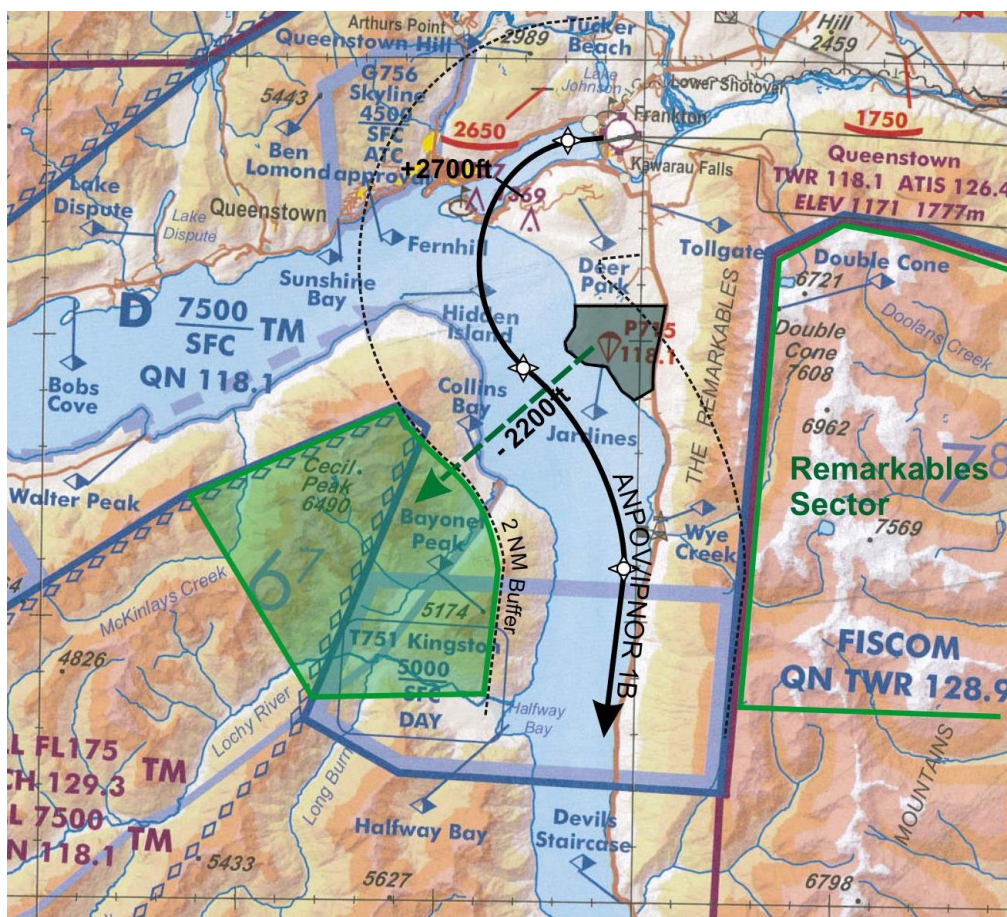 Arthurs Point
Queenstown Hill
2989
Tucker
Beach
Hill
2459
G756
Skyline
4500
SFC
ATC
Lake
Johnson
Lower Shotover
5443
Ben
Lomond approval
2650
Frankton
1750
+2700ft
Kawarau Falls
Queenstown
TWR 118.1 ATIS 126.4
ELEV 1171 1777m
Lake
Dispute
Lake
Dispute
Queenstown
Fernhill
Sunshine
Bay
Tollgate
Double Cone
6721
Deer
Park
Hidden
Island
D 7500 TM
SFC
QN 118.1
P715
118.1
THE REMARKABLES
Doolans Creek
Double
Cone
7608
Bobs
Cove
Collins
Bay
- 2200ft
Jardines
6962
78
Walter Peak
Cecil
Peak
6490
Remarkables
Sector
7569
Bayonet
Peak
67
2 NM Buffer
ANPOV/IPNOR 1B
Wye
Creek
McKinlays Creek
5174
T751 Kingston
5000
SFC
DAY
4826
FISCOM
QN TWR 128.9
Lochy River
Halfway
Bay
Long Burn
L FL175 TM
CH 129.3
L 7500 TM
N 118.1
Halfway Bay
Devils
Staircase
MOUNTAINS
5433
5627
6798